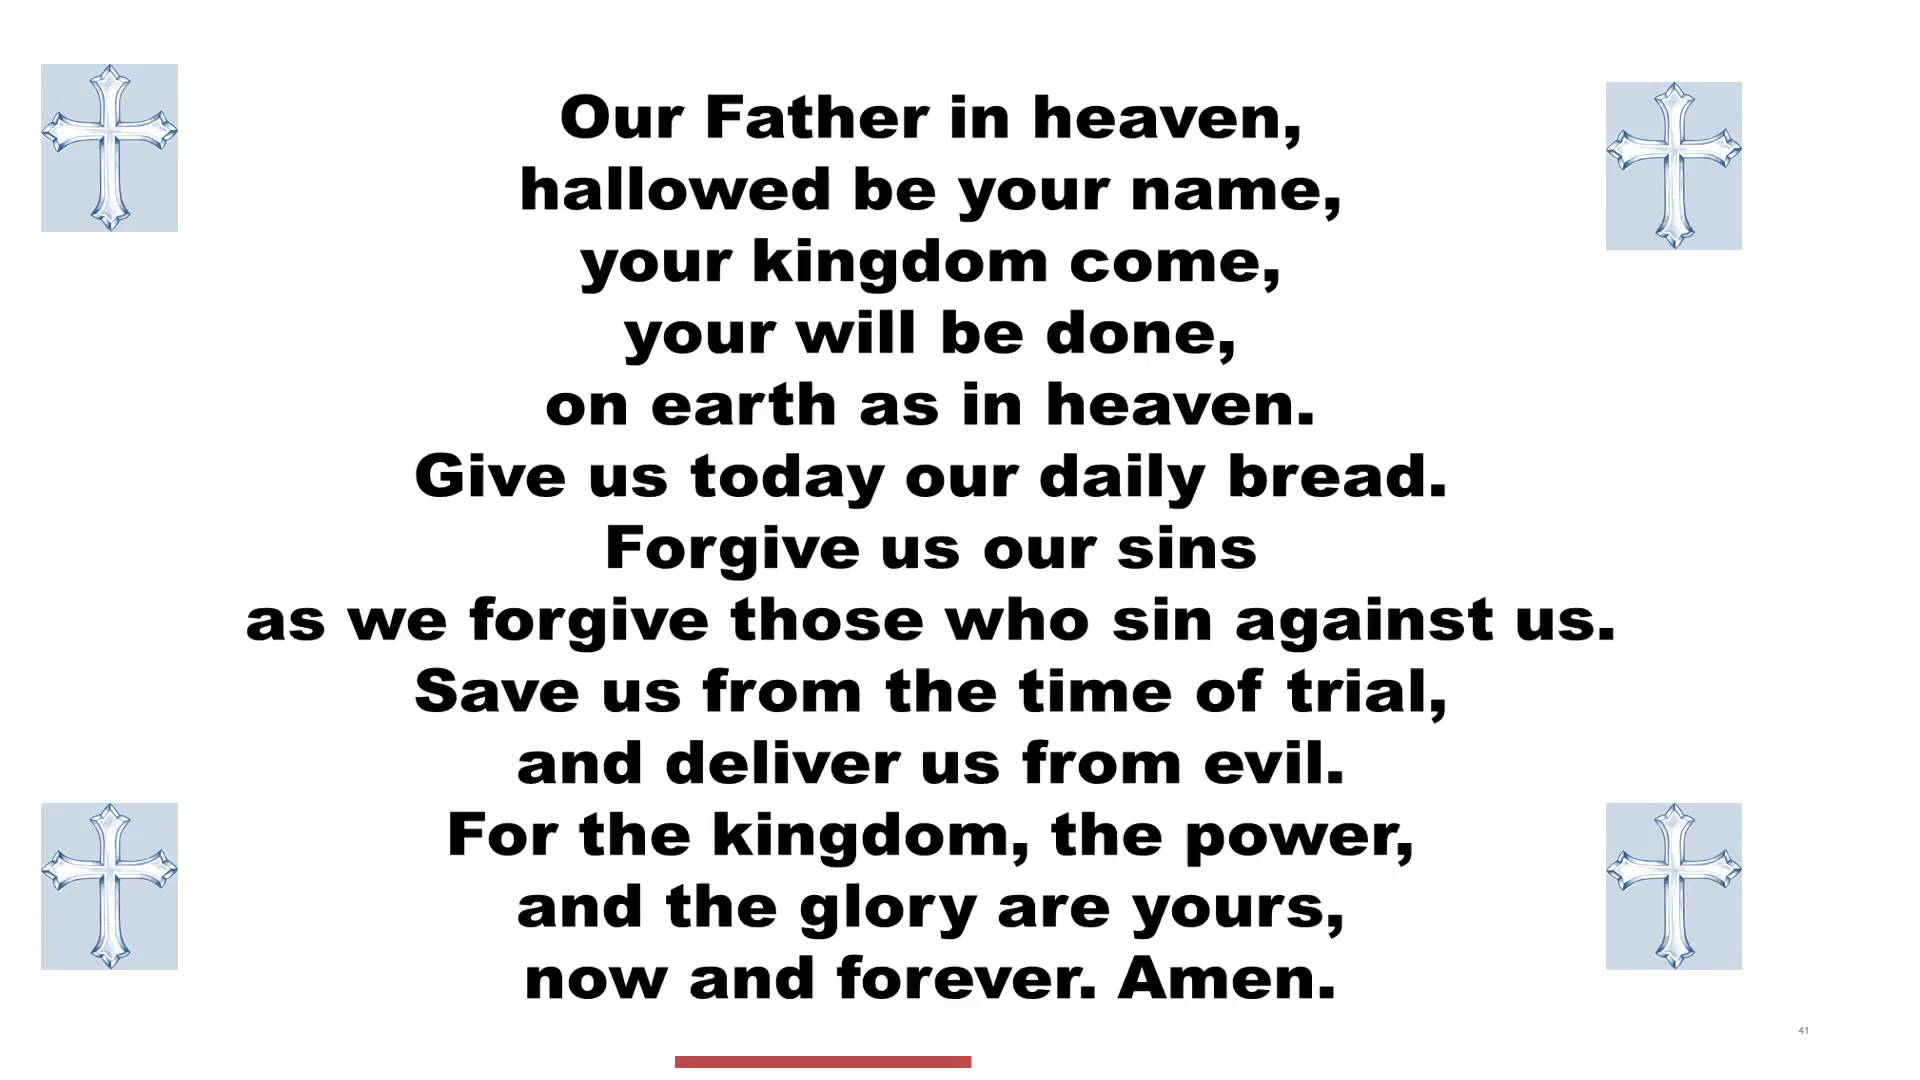 Our Father in heaven,
hallowed be your name,
your kingdom come,
your will be done,
on earth as in heaven.
Give us today our daily bread.
Forgive us our sins
as we forgive those who sin against us.
Save us from the time of trial,
and deliver us from evil.
For the kingdom, the power,
and the glory are yours,
now and forever. Amen.
41